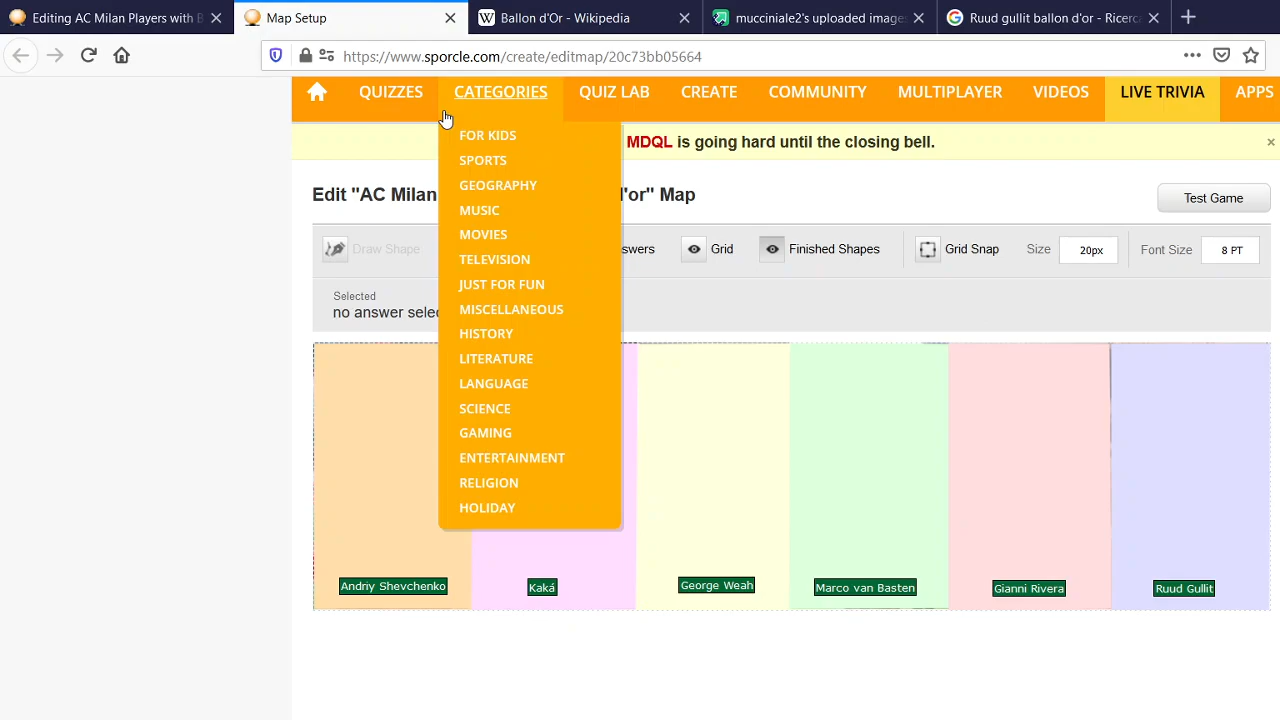 Editing AC Milan Players with B
Map Setup
Ballon d'Or - Wikipedia
mucciniale2's uploaded image
Ruud gullit ballon d'or - Ricerc
https://www.sporcle.com/create/editmap/20c73bb05664
QUIZZES CATEGORIES QUIZ LAB CREATE COMMUNITY MULTIPLAYER VIDEOS LIVE TRIVIA APPS
FOR KIDS
SPORTS
GEOGRAPHY
MUSIC
MOVIES
TELEVISION
JUST FOR FUN
MISCELLANEOUS
HISTORY
LITERATURE
LANGUAGE
SCIENCE
GAMING
ENTERTAINMENT
RELIGION
HOLIDAY
MDQL is going hard until the closing bell.
Edit "AC Milan d'or" Map
Test Game
Draw Shape swers Grid Finished Shapes Grid Snap Size 20px Font Size 8 PT
Selected
no answer selec
Andriy Shevchenko
Kaká
George Weah
Marco van Basten
Gianni Rivera
Ruud Gullit